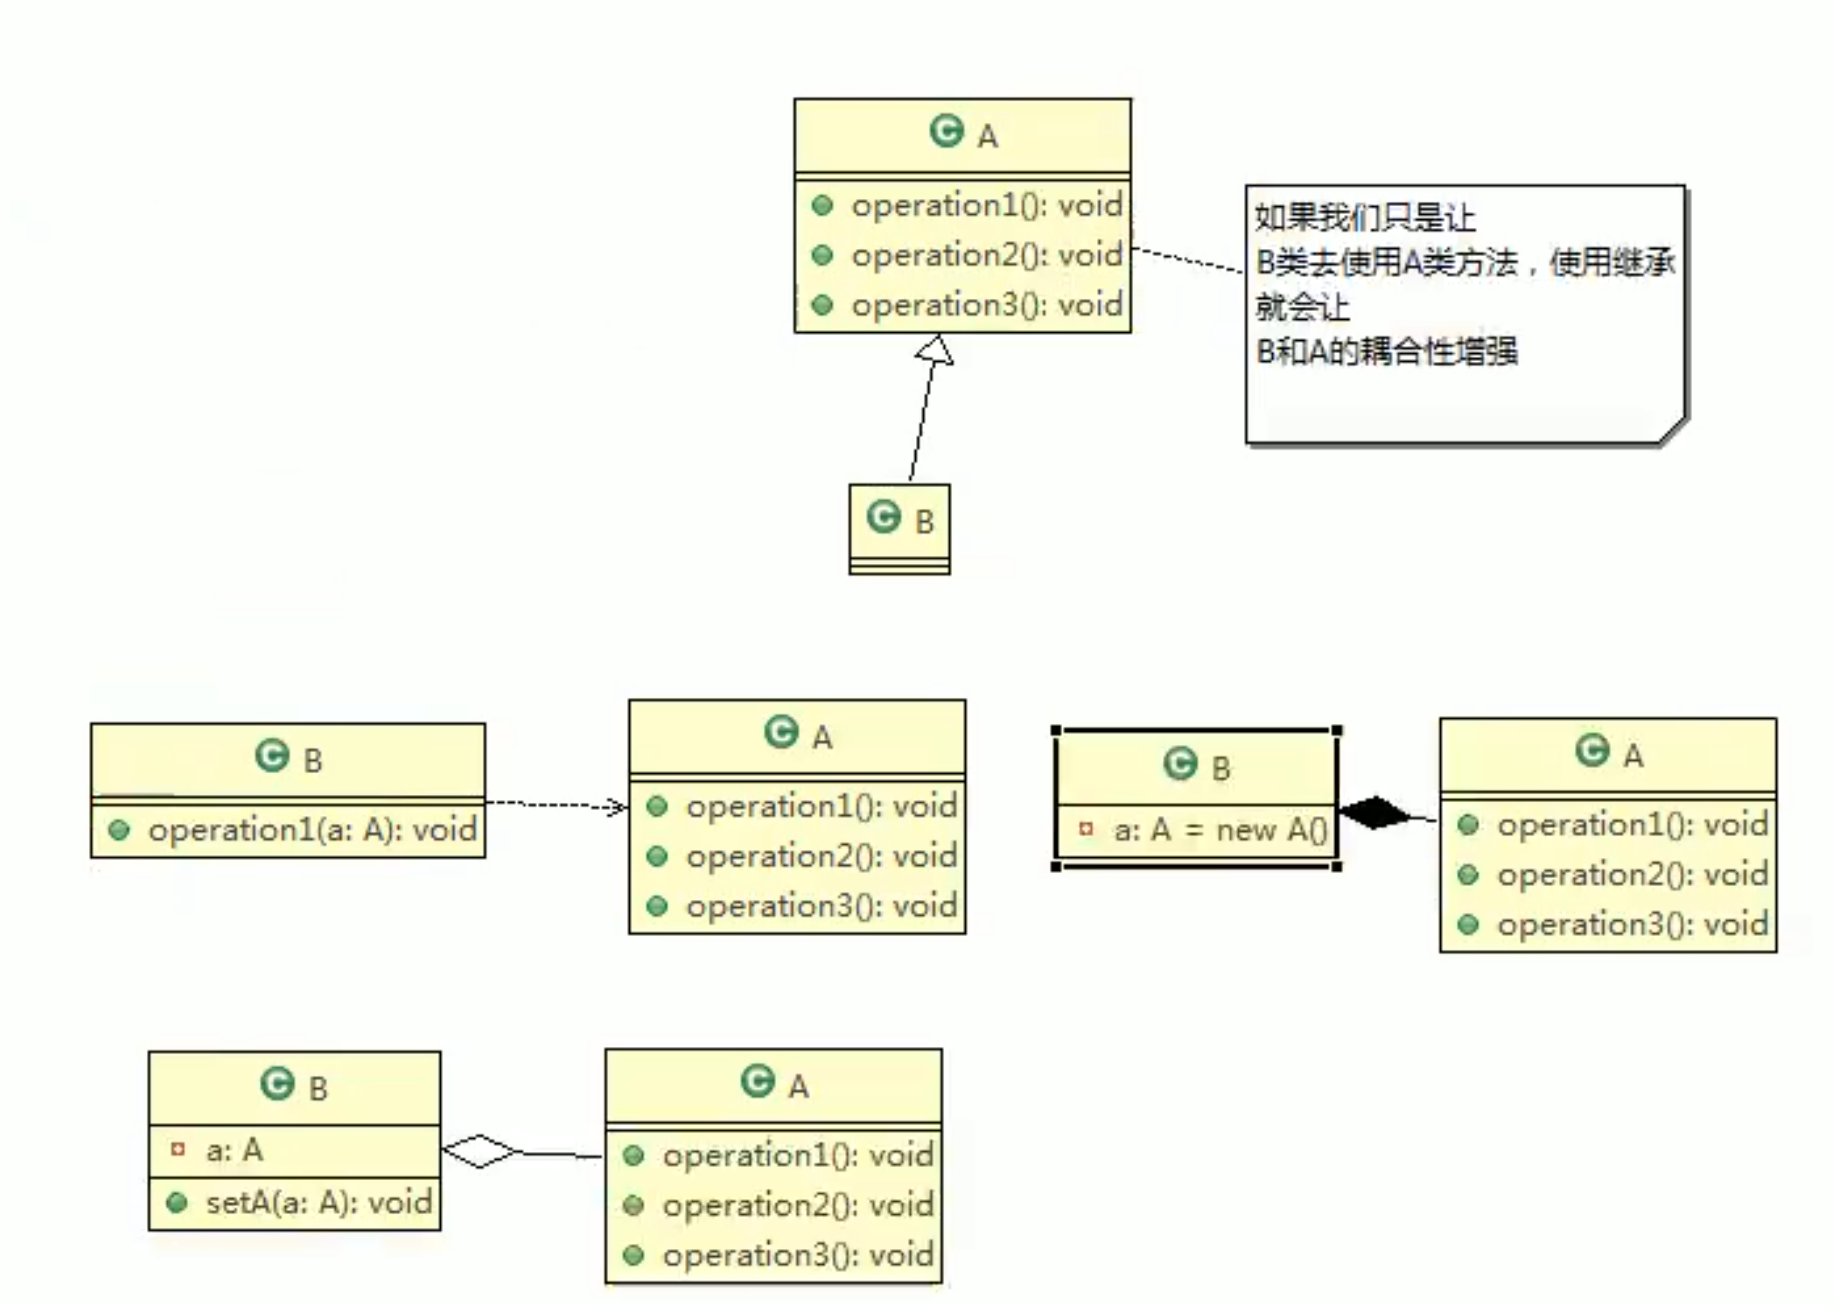 A
operation1(): void
operation2(): void
operation3(): void
如果我们只是让
B类去使用A类方法，使用继承
就会让
B和A的耦合性增强
B
B
operation1(a: A): void
A
operation1(): void
operation2(): void
operation3(): void
B
a: A = new A()
A
operation1(): void
operation2(): void
operation3(): void
B
a: A
setA(a: A): void
A
operation1(): void
operation2(): void
operation3(): void